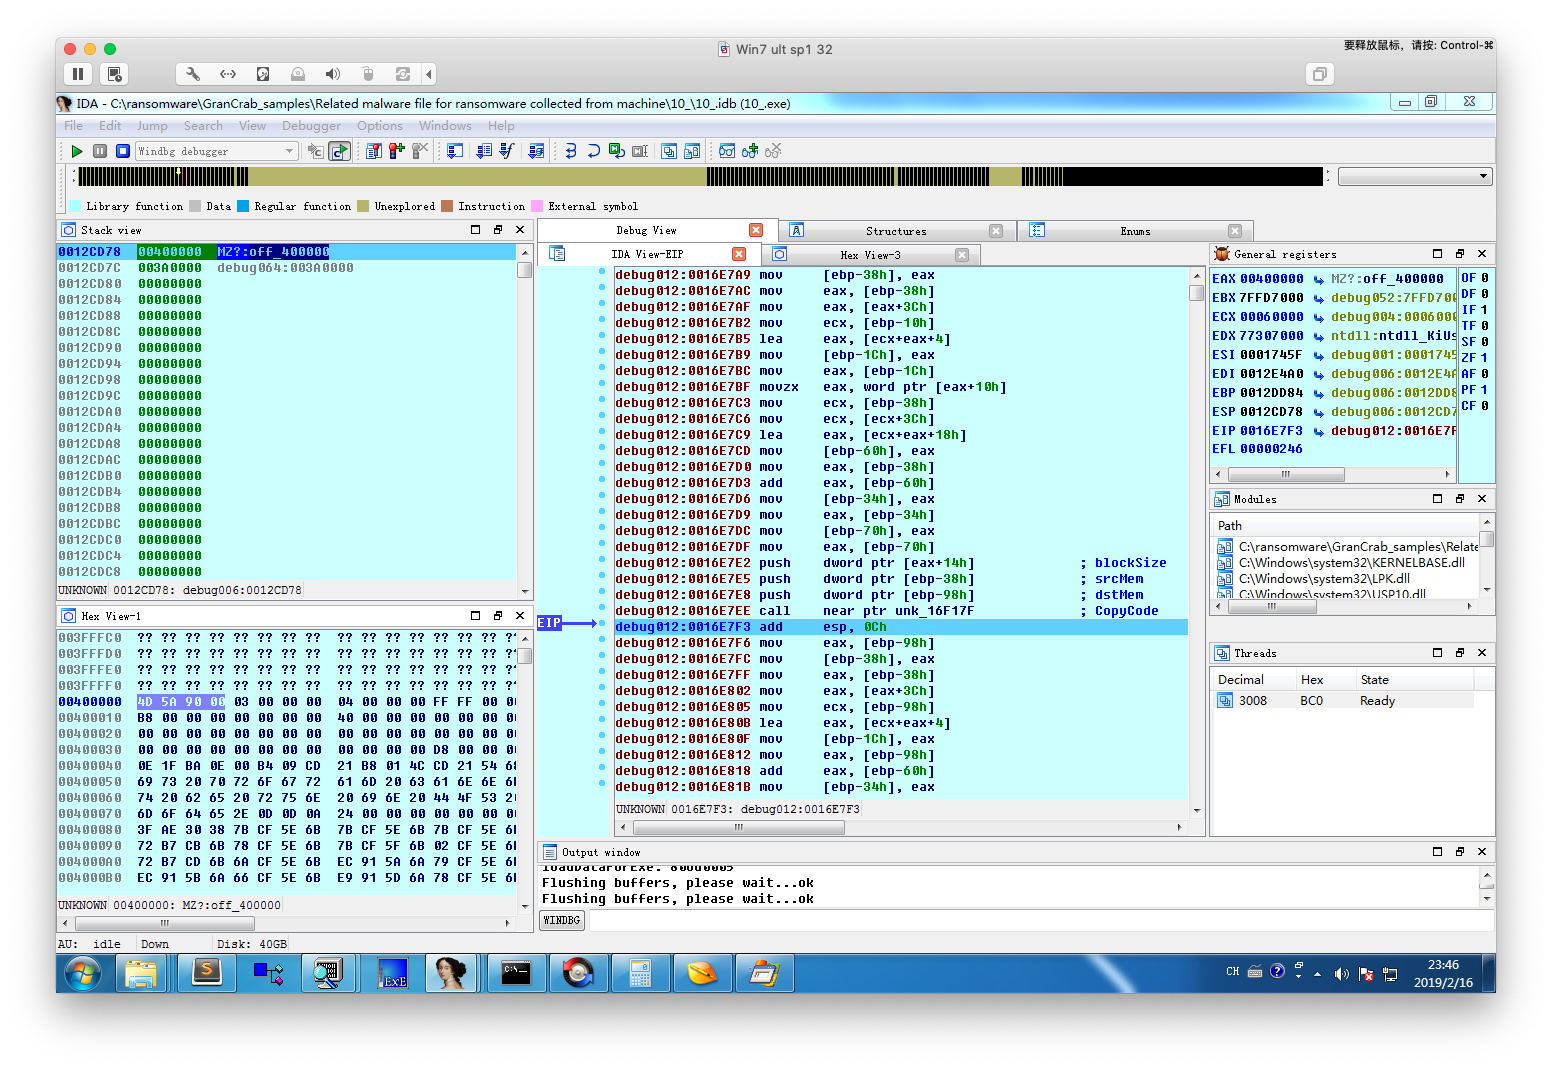 Win7 ult sp1 32
要释放鼠标，请按: Control-⌘
IDA - C:\ransomware\GranCrab_samples\Related malware file for ransomware collected from machine\10_\10_.idb (10_.exe)
File Edit Jump Search View Debugger Options Windows Help
Windbg debugger
Library function Data Regular function Unexplored Instruction External symbol
Stack view
0012CD78 00400000 MZ?:off_400000
0012CD7C 003A0000 debug064:003A0000
0012CD80 00000000
0012CD84 00000000
0012CD88 00000000
0012CD8C 00000000
0012CD90 00000000
0012CD94 00000000
0012CD98 00000000
0012CD9C 00000000
0012CDA0 00000000
0012CDA4 00000000
0012CDA8 00000000
0012CDAC 00000000
0012CDB0 00000000
0012CDB4 00000000
0012CDB8 00000000
0012CDBC 00000000
0012CDC0 00000000
0012CDC4 00000000
0012CDC8 00000000
UNKNOWN 0012CD78: debug006:0012CD78
Hex View-1
003FFFC0 ?? ?? ?? ?? ?? ?? ?? ?? ?? ?? ?? ?? ?? ?? ??
003FFFD0 ?? ?? ?? ?? ?? ?? ?? ?? ?? ?? ?? ?? ?? ?? ??
003FFFE0 ?? ?? ?? ?? ?? ?? ?? ?? ?? ?? ?? ?? ?? ?? ??
003FFFF0 ?? ?? ?? ?? ?? ?? ?? ?? ?? ?? ?? ?? ?? ?? ??
00400000 4D 5A 90 00 03 00 00 00 04 00 00 00 FF FF 00
00400010 B8 00 00 00 00 00 00 00 40 00 00 00 00 00 00
00400020 00 00 00 00 00 00 00 00 00 00 00 00 00 00 00
00400030 00 00 00 00 00 00 00 00 00 00 00 00 D8 00 00
00400040 0E 1F BA 0E 00 B4 09 CD 21 B8 01 4C CD 21 54
00400050 69 73 20 70 72 6F 67 72 61 6D 20 63 61 6E 6E
00400060 74 20 62 65 20 72 75 6E 20 69 6E 20 44 4F 53
00400070 6D 6F 64 65 2E 0D 0D 0A 24 00 00 00 00 00 00
00400080 3F AE 30 38 7B CF 5E 6B 7B CF 5E 6B 7B CF 5E
00400090 72 B7 CB 6B 78 CF 5E 6B 7B CF 5F 6B 02 CF 5E
004000A0 72 B7 CD 6B 6A CF 5E 6B EC 91 5A 6A 79 CF 5E
004000B0 EC 91 5B 6A 66 CF 5E 6B E9 91 5D 6A 78 CF 5E
UNKNOWN 00400000: MZ?:off_400000
AU: idle Down Disk: 40GB
Debug View Structures Enums
IDA View-EIP Hex View-3
debug012:0016E7A9 mov [ebp-38h], eax
debug012:0016E7AC mov eax, [ebp-38h]
debug012:0016E7AF mov eax, [eax+3Ch]
debug012:0016E7B2 mov ecx, [ebp-10h]
debug012:0016E7B5 lea eax, [ecx+eax+4]
debug012:0016E7B9 mov [ebp-1Ch], eax
debug012:0016E7BC mov eax, [ebp-1Ch]
debug012:0016E7BF movzx eax, word ptr [eax+10h]
debug012:0016E7C3 mov ecx, [ebp-38h]
debug012:0016E7C6 mov ecx, [ecx+3Ch]
debug012:0016E7C9 lea eax, [ecx+eax+18h]
debug012:0016E7CD mov [ebp-60h], eax
debug012:0016E7D0 mov eax, [ebp-38h]
debug012:0016E7D3 add eax, [ebp-60h]
debug012:0016E7D6 mov [ebp-34h], eax
debug012:0016E7D9 mov eax, [ebp-34h]
debug012:0016E7DC mov [ebp-70h], eax
debug012:0016E7DF mov eax, [ebp-70h]
debug012:0016E7E2 push dword ptr [eax+14h] ; blockSize
debug012:0016E7E5 push dword ptr [ebp-38h] ; srcMem
debug012:0016E7E8 push dword ptr [ebp-98h] ; dstMem
debug012:0016E7EE call near ptr unk_16F17F ; CopyCode
EIP debug012:0016E7F3 add esp, 0Ch
debug012:0016E7F6 mov eax, [ebp-98h]
debug012:0016E7FC mov [ebp-38h], eax
debug012:0016E7FF mov eax, [ebp-38h]
debug012:0016E802 mov eax, [eax+3Ch]
debug012:0016E805 mov ecx, [ebp-98h]
debug012:0016E80B lea eax, [ecx+eax+4]
debug012:0016E80F mov [ebp-1Ch], eax
debug012:0016E812 mov eax, [ebp-98h]
debug012:0016E818 add eax, [ebp-60h]
debug012:0016E81B mov [ebp-34h], eax
UNKNOWN 0016E7F3: debug012:0016E7F3
General registers
EAX 00400000 MZ?:off_400000
EBX 7FFD7000 debug052:7FFD70
ECX 00060000 debug004:000600
EDX 77307000 ntdll:ntdll_KiUs
ESI 0001745F debug001:0001745
EDI 0012E4A0 debug006:0012E4
EBP 0012DD84 debug006:0012DD
ESP 0012CD78 debug006:0012CD
EIP 0016E7F3 debug012:0016E7
EFL 00000246
OF 0
DF 0
IF 1
TF 0
SF 0
ZF 1
AF 0
PF 1
CF 0
Modules
Path
C:\ransomware\GranCrab_samples\Relate
C:\Windows\system32\KERNELBASE.dll
C:\Windows\system32\LPK.dll
C:\Windows\system32\USP10.dll
Threads
Decimal Hex State
3008 BC0 Ready
Output window
Flushing buffers, please wait...ok
Flushing buffers, please wait...ok
WINDBG
CH
23:46
2019/2/16